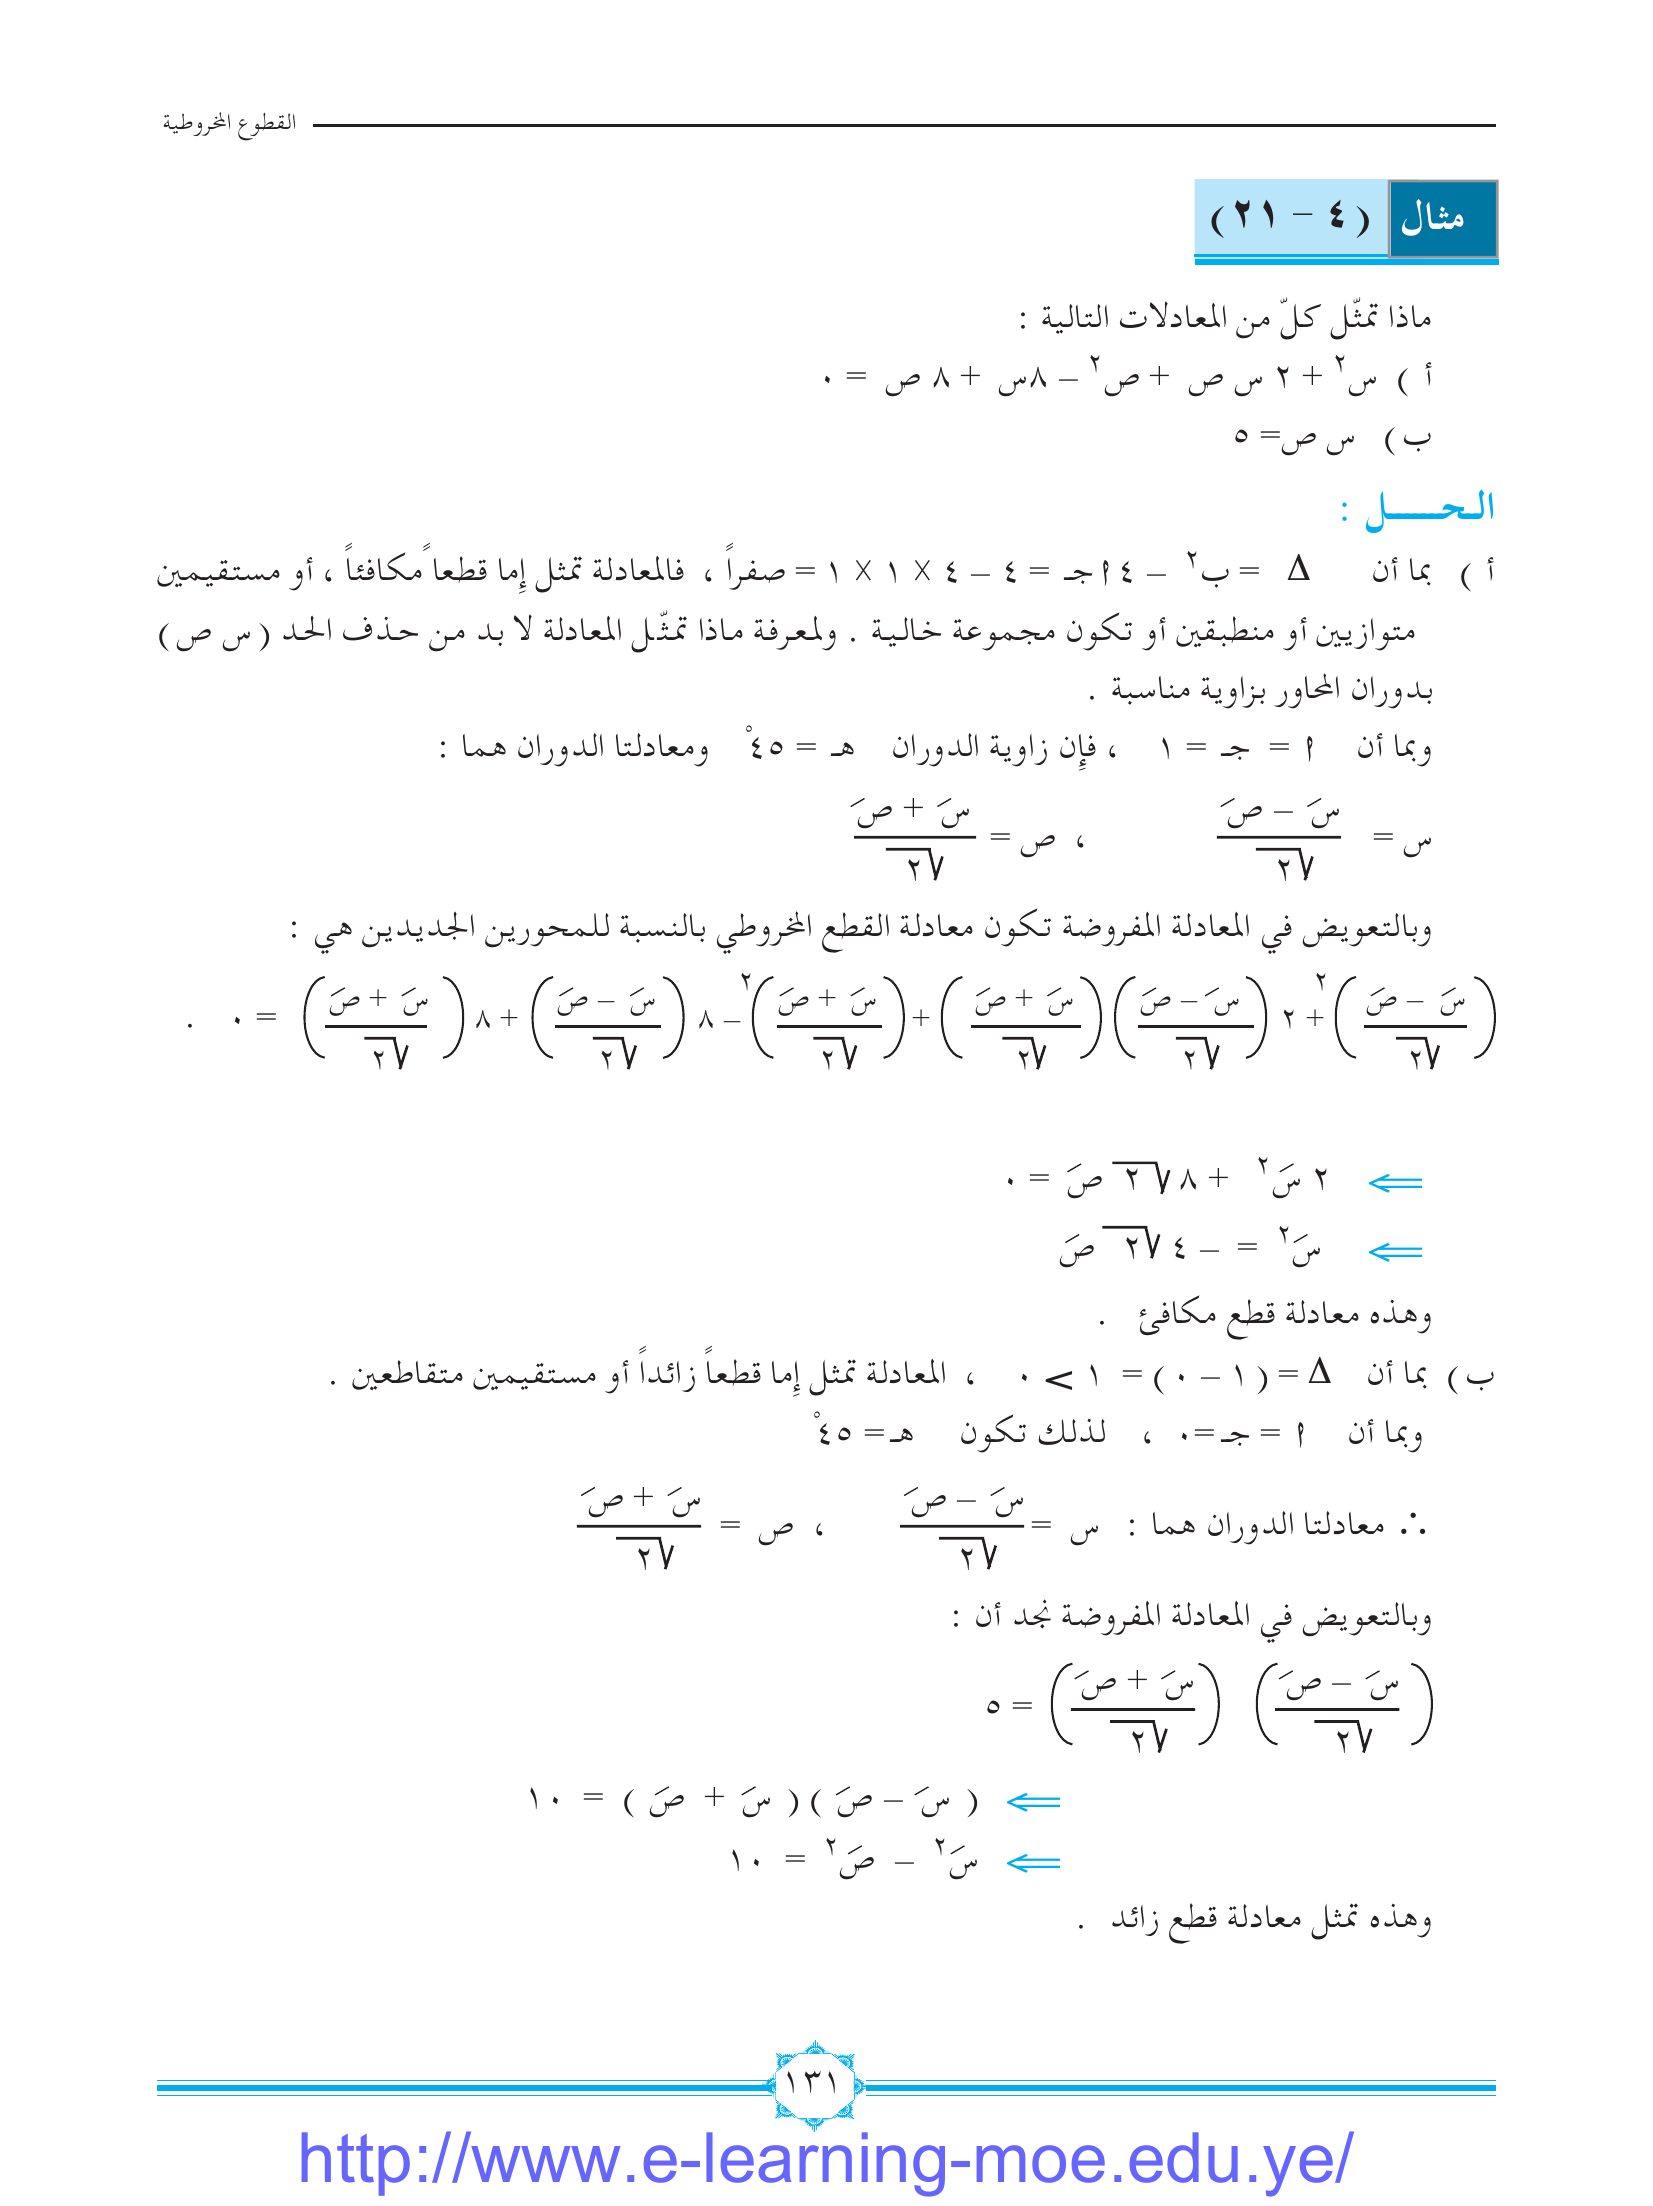 القطوع المخروطية
مثال (٤ – ٢١)
ماذا تمثّل كلّ من المعادلات التالية :
أ ) س٢ + ٢ س ص + ص٢ – ٨س + ٨ ص = ٠
ب) س ص= ٥
الحـــــل :
أ ) بما أن Δ = ب٢ – ٤ ا جـ = ٤ – ٤ × ١ × ١ = صفراً ، فالمعادلة تمثل إما قطعاً مكافئاً ، أو مستقيمين
متوازيين أو منطبقين أو تكون مجموعة خالية . ولمعرفة ماذا تمثّل المعادلة لا بد من حذف الحد (س ص)
بدوران المحاور بزاوية مناسبة .
وبما أن ا = جـ = ١ ، فإن زاوية الدوران هـ = ٤٥ْ ومعادلتا الدوران هما :
س = (سَ – صَ)/√٢ ، ص = (سَ + صَ)/√٢
وبالتعويض في المعادلة المفروضة تكون معادلة القطع المخروطي بالنسبة للمحورين الجديدين هي :
((سَ – صَ)/√٢)٢ + ٢ ((سَ – صَ)/√٢) ((سَ + صَ)/√٢) + ((سَ + صَ)/√٢)٢ – ٨ ((سَ – صَ)/√٢) + ٨ ((سَ + صَ)/√٢) = ٠ .
⇐ ٢ سَ٢ + ٨ √٢ صَ = ٠
⇐ سَ٢ = – ٤ √٢ صَ
وهذه معادلة قطع مكافئ .
ب) بما أن Δ = (١ – ٠) = ١ > ٠ ، المعادلة تمثل إما قطعاً زائداً أو مستقيمين متقاطعين .
وبما أن ا = جـ =٠ ، لذلك تكون هـ = ٤٥ْ
∴ معادلتا الدوران هما : س = (سَ – صَ)/√٢ ، ص = (سَ + صَ)/√٢
وبالتعويض في المعادلة المفروضة نجد أن :
((سَ – صَ)/√٢) ((سَ + صَ)/√٢) = ٥
⇐ ( سَ – صَ )( سَ + صَ ) = ١٠
⇐ سَ٢ – صَ٢ = ١٠
وهذه تمثل معادلة قطع زائد .
١٣١
http://www.e-learning-moe.edu.ye/